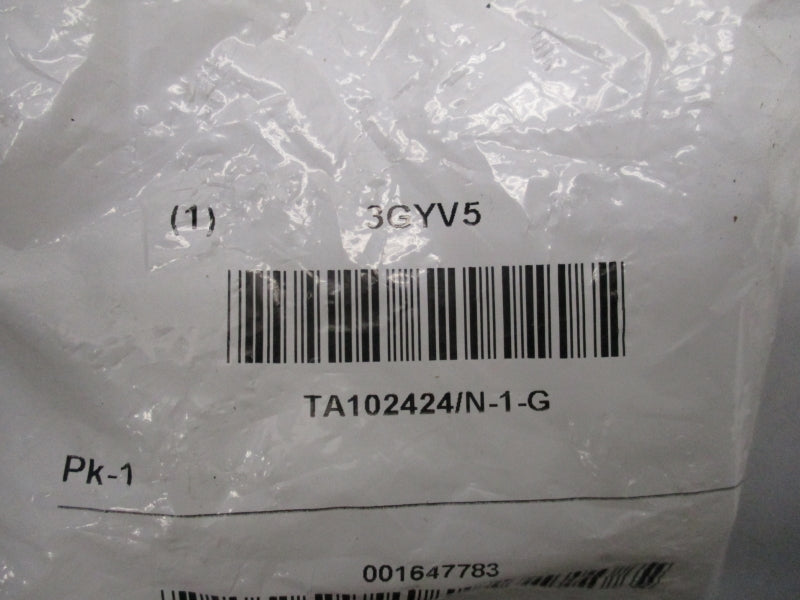 (1) 3GYV5
TA102424/N-1-G
Pk-1
001647783